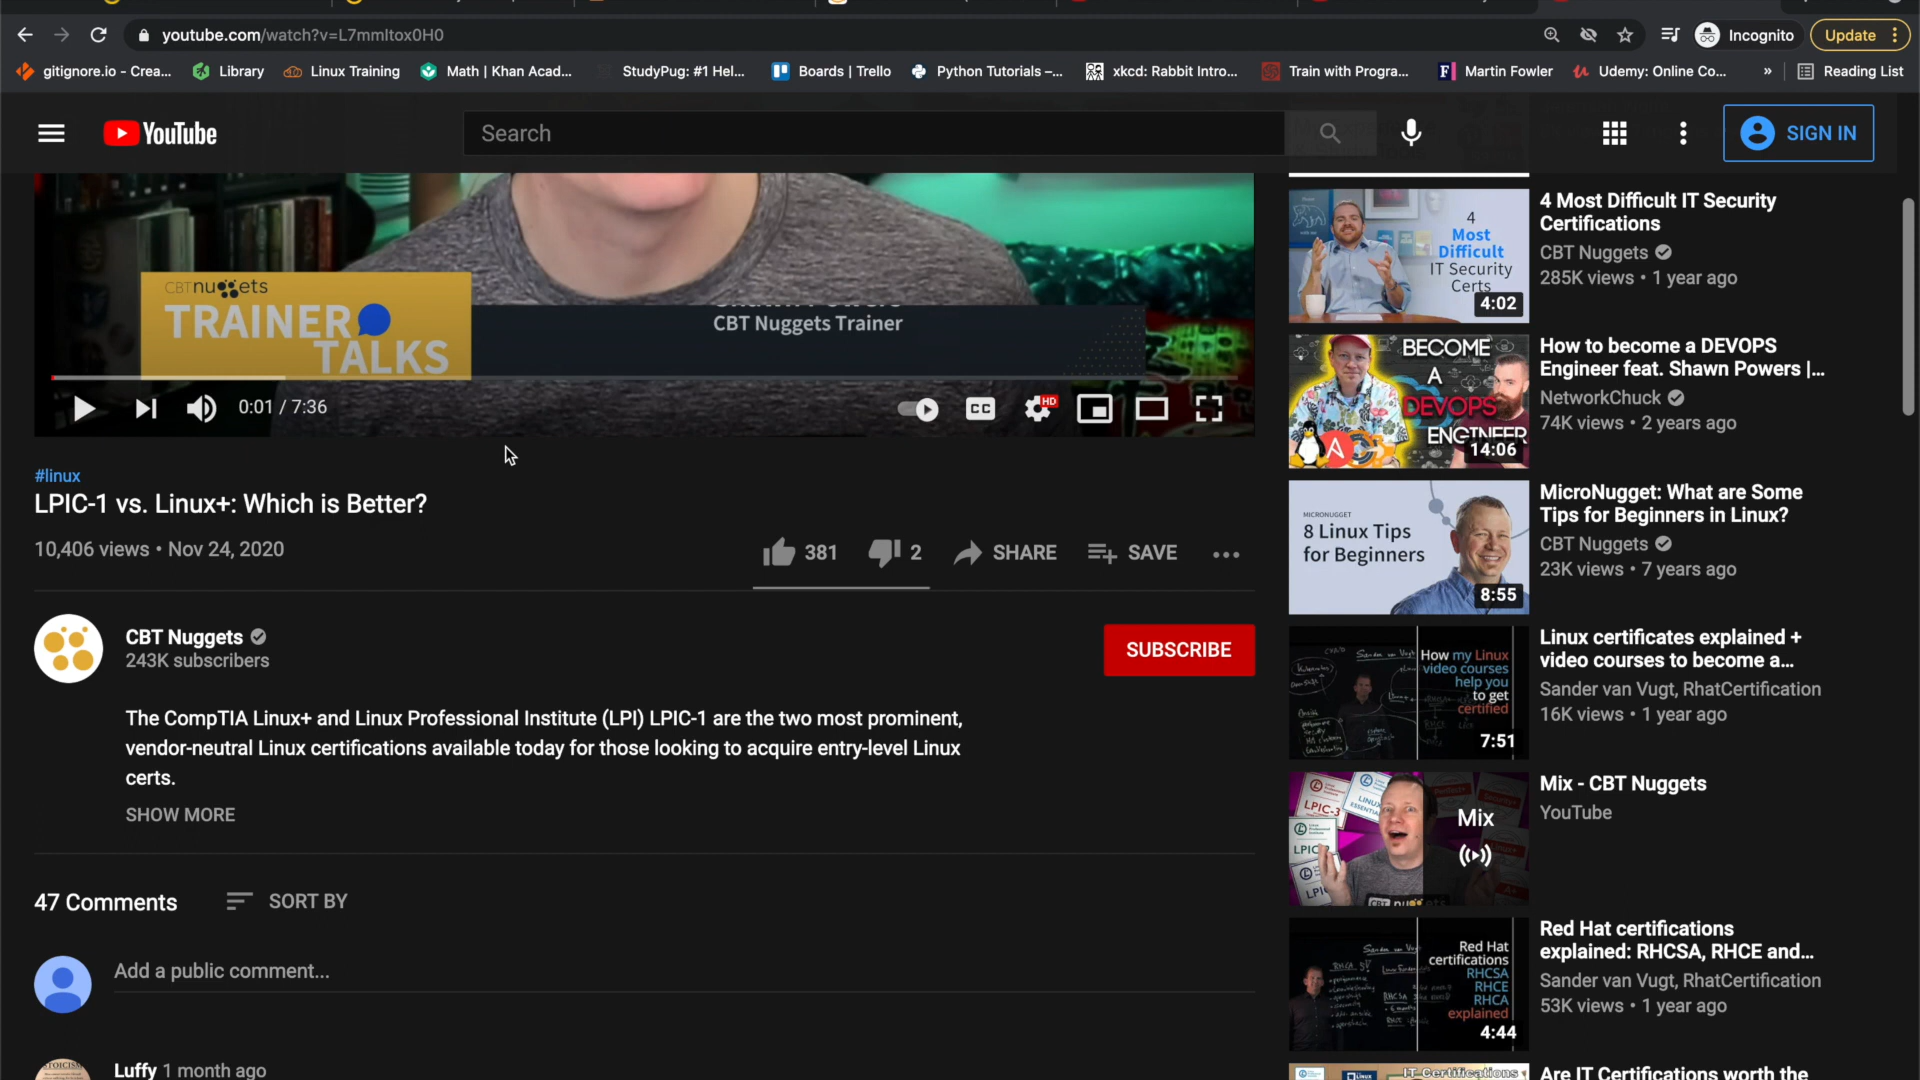 youtube.com/watch?v=L7mmltox0H0
Incognito
Update
gitignore.io - Crea...
Library
Linux Training
Math | Khan Acad...
StudyPug: #1 Hel...
Boards | Trello
Python Tutorials –...
xkcd: Rabbit Intro...
Train with Progra...
Martin Fowler
Udemy: Online Co...
»
Reading List
YouTube
Search
SIGN IN
CBTnuggets
TRAINER
TALKS
CBT Nuggets Trainer
0:01 / 7:36
CC
HD
#linux
LPIC-1 vs. Linux+: Which is Better?
10,406 views • Nov 24, 2020
381
2
SHARE
SAVE
CBT Nuggets
243K subscribers
SUBSCRIBE
The CompTIA Linux+ and Linux Professional Institute (LPI) LPIC-1 are the two most prominent,
vendor-neutral Linux certifications available today for those looking to acquire entry-level Linux
certs.
SHOW MORE
47 Comments
SORT BY
Add a public comment...
Luffy 1 month ago
4
Most
Difficult
IT Security
Certs
4:02
4 Most Difficult IT Security
Certifications
CBT Nuggets
285K views • 1 year ago
BECOME
A
DEVOPS
ENGINEER
14:06
How to become a DEVOPS
Engineer feat. Shawn Powers |...
NetworkChuck
74K views • 2 years ago
MICRONUGGET
8 Linux Tips
for Beginners
8:55
MicroNugget: What are Some
Tips for Beginners in Linux?
CBT Nuggets
23K views • 7 years ago
How my Linux
video courses
help you
to get
certified
7:51
Linux certificates explained +
video courses to become a...
Sander van Vugt, RhatCertification
16K views • 1 year ago
LPIC-3
LINUX
ESSENTIALS
Mix
Mix - CBT Nuggets
YouTube
Red Hat
certifications
RHCSA
RHCE
RHCA
explained
4:44
Red Hat certifications
explained: RHCSA, RHCE and...
Sander van Vugt, RhatCertification
53K views • 1 year ago
IT Certifications
Are IT Certifications worth the